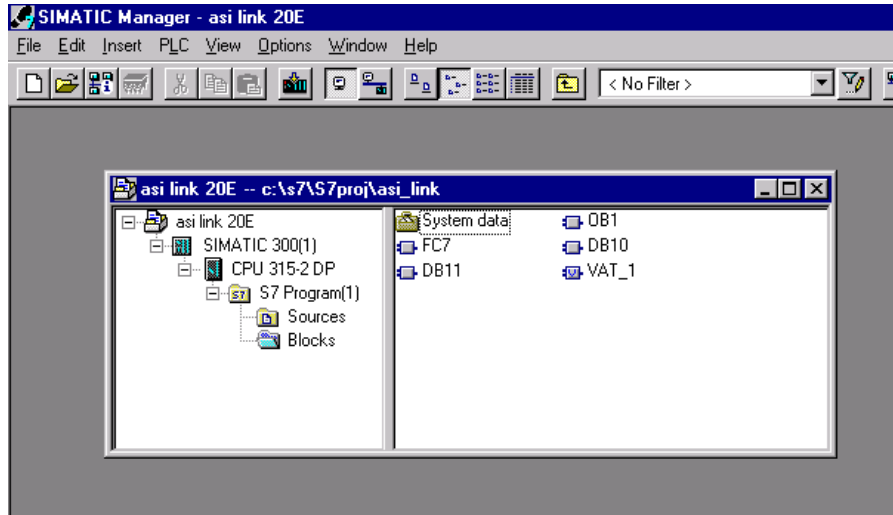 SIMATIC Manager - asi link 20E
File Edit Insert PLC View Options Window Help
< No Filter >
asi link 20E -- c:\s7\S7proj\asi_link
asi link 20E
SIMATIC 300(1)
CPU 315-2 DP
S7 Program(1)
Sources
Blocks
System data OB1
FC7 DB10
DB11 VAT_1